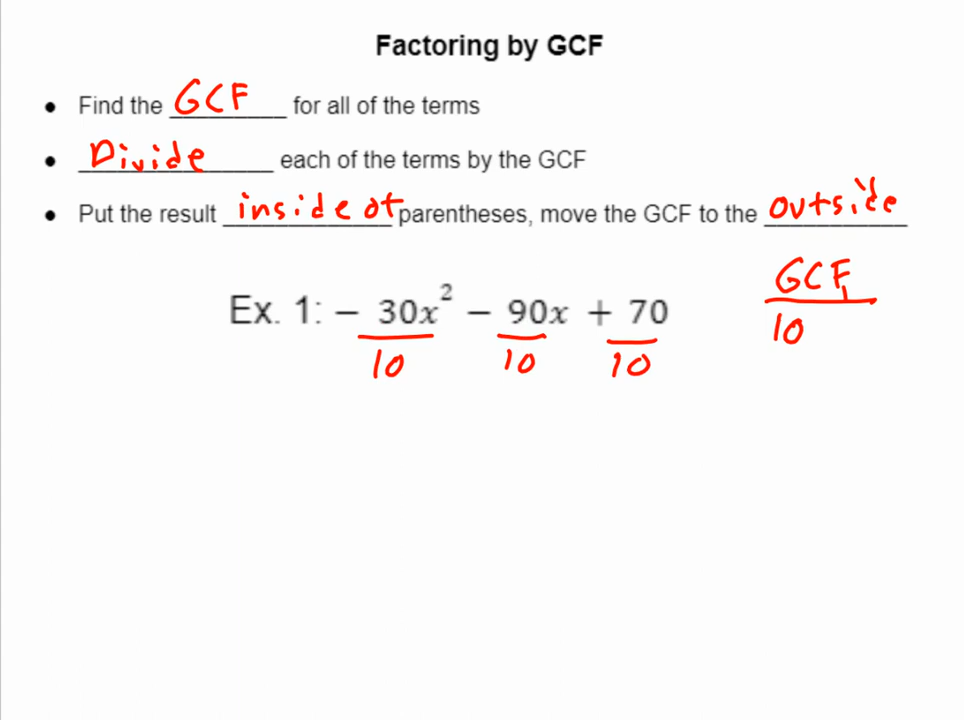 Factoring by GCF
• Find the GCF for all of the terms
• Divide each of the terms by the GCF
• Put the result inside of parentheses, move the GCF to the outside
GCF
Ex. 1: − 30x² − 90x + 70
10
10 10 10